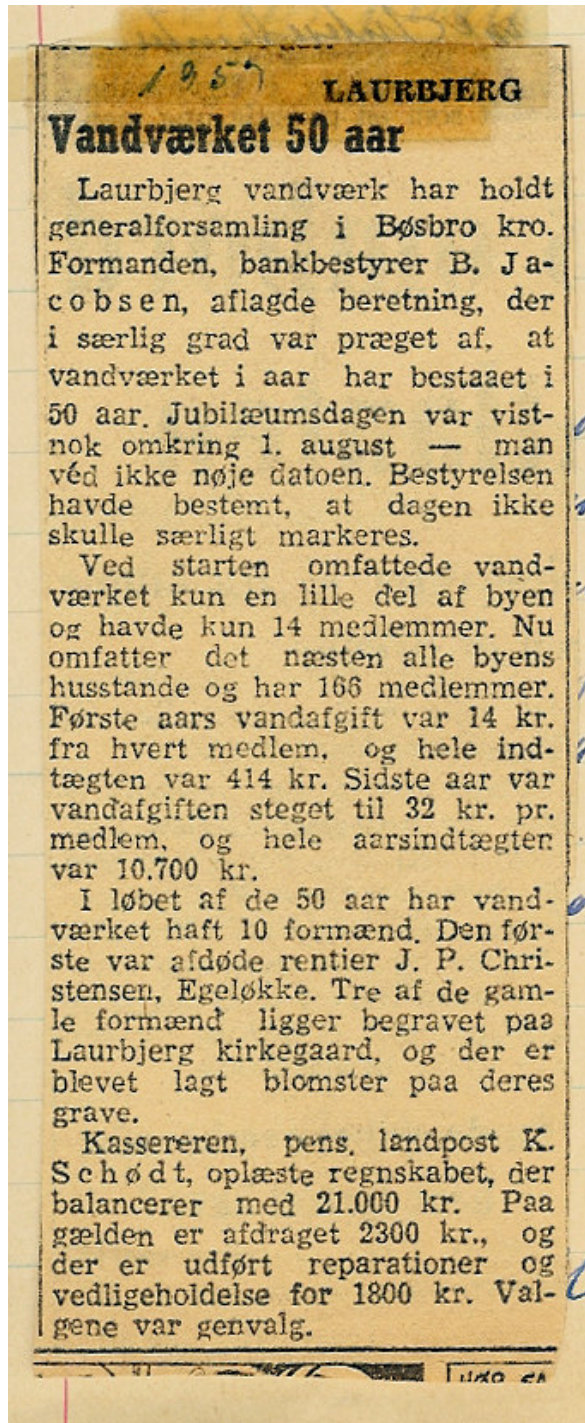 1957
LAURBJERG
Vandværket 50 aar
Laurbjerg vandværk har holdt
generalforsamling i Bøsbro kro.
Formanden, bankbestyrer B. Ja-
cobsen, aflagde beretning, der
i særlig grad var præget af, at
vandværket i aar har bestaaet i
50 aar. Jubilæumsdagen var vist-
nok omkring 1. august — man
véd ikke nøje datoen. Bestyrelsen
havde bestemt, at dagen ikke
skulle særligt markeres.
Ved starten omfattede vand-
værket kun en lille del af byen
og havde kun 14 medlemmer. Nu
omfatter det næsten alle byens
husstande og har 166 medlemmer.
Første aars vandafgift var 14 kr.
fra hvert medlem, og hele ind-
tægten var 414 kr. Sidste aar var
vandafgiften steget til 32 kr. pr.
medlem, og hele aarsindtægten
var 10.700 kr.
I løbet af de 50 aar har vand-
værket haft 10 formænd. Den før-
ste var afdøde rentier J. P. Chri-
stensen, Egeløkke. Tre af de gam-
le formænd ligger begravet paa
Laurbjerg kirkegaard, og der er
blevet lagt blomster paa deres
grave.
Kassereren, pens. landpost K.
Schødt, oplæste regnskabet, der
balancerer med 21.000 kr. Paa
gælden er afdraget 2300 kr., og
der er udført reparationer og
vedligeholdelse for 1800 kr. Val-
gene var genvalg.